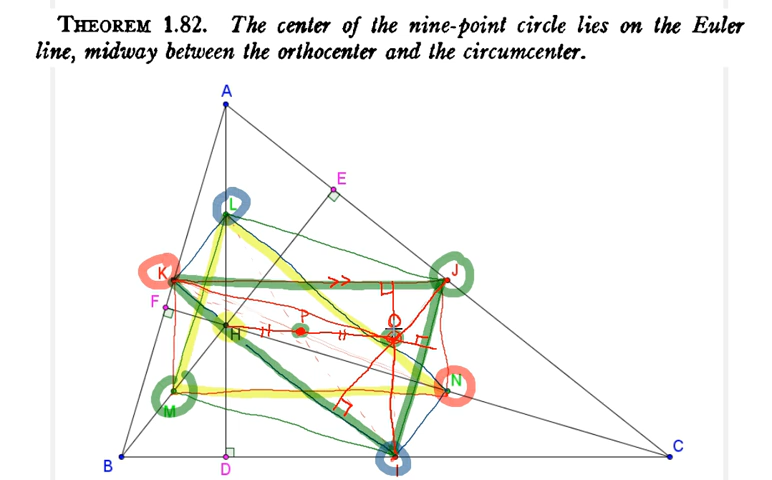 THEOREM 1.82. The center of the nine-point circle lies on the Euler
line, midway between the orthocenter and the circumcenter.
A
E
L
K
J
F
P
O
H
N
M
B
D
I
C